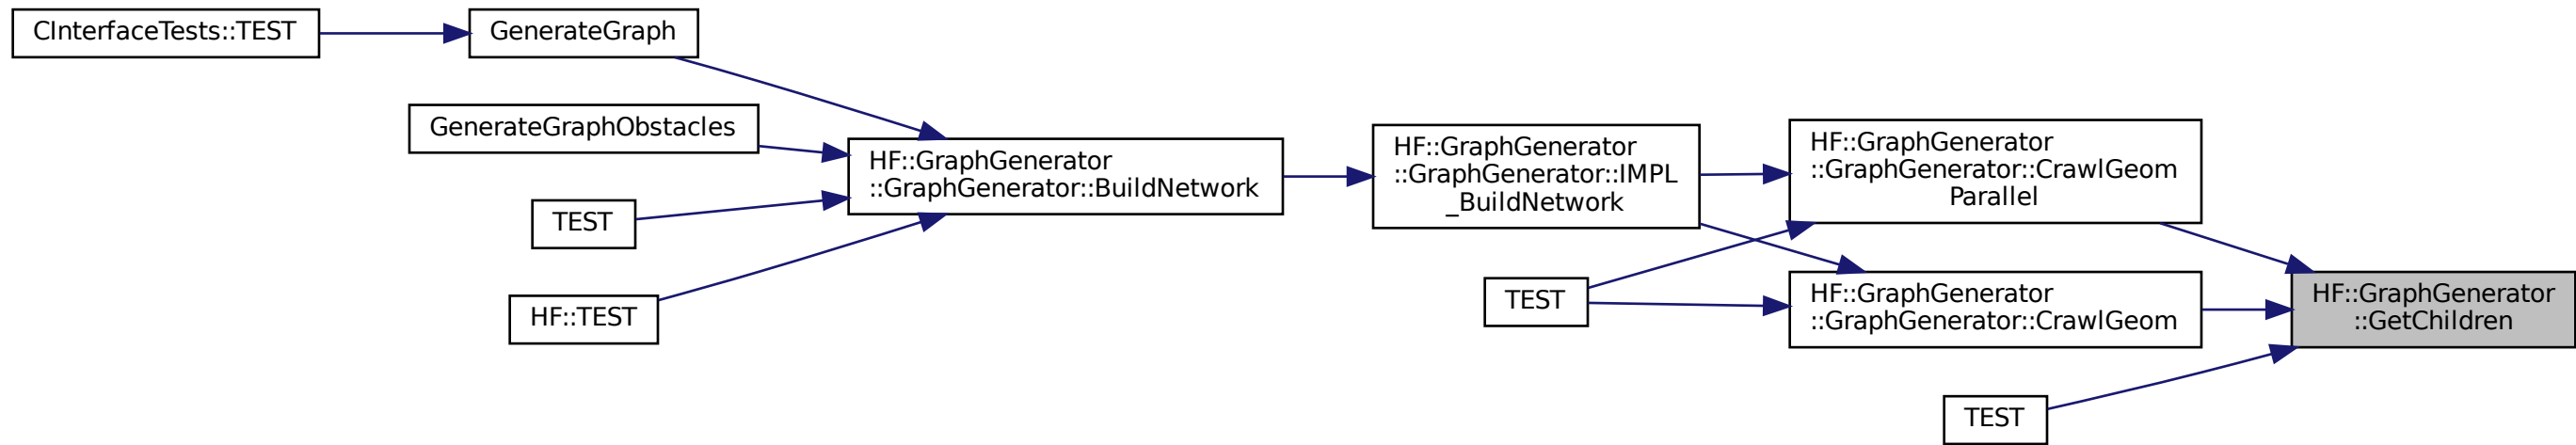 CInterfaceTests::TEST
GenerateGraph
GenerateGraphObstacles
TEST
HF::TEST
HF::GraphGenerator
::GraphGenerator::BuildNetwork
HF::GraphGenerator
::GraphGenerator::IMPL
_BuildNetwork
TEST
HF::GraphGenerator
::GraphGenerator::CrawlGeom
Parallel
HF::GraphGenerator
::GraphGenerator::CrawlGeom
TEST
HF::GraphGenerator
::GetChildren